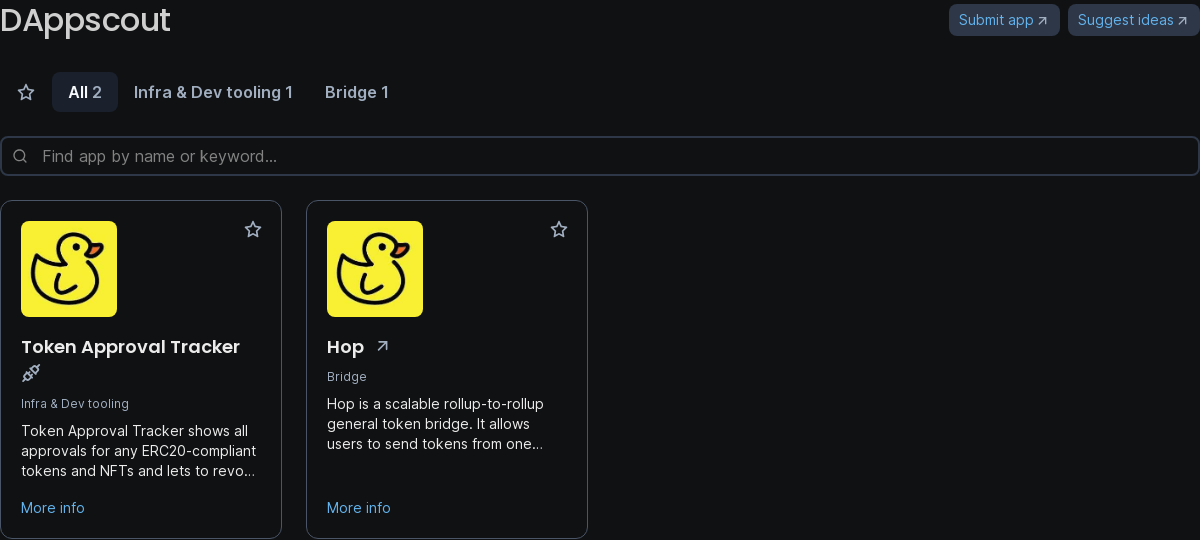 DAppscout
Submit app
Suggest ideas
All 2
Infra & Dev tooling 1
Bridge 1
Find app by name or keyword...
Token Approval Tracker
Infra & Dev tooling
Token Approval Tracker shows all
approvals for any ERC20-compliant
tokens and NFTs and lets to revo...
More info
Hop
Bridge
Hop is a scalable rollup-to-rollup
general token bridge. It allows
users to send tokens from one...
More info